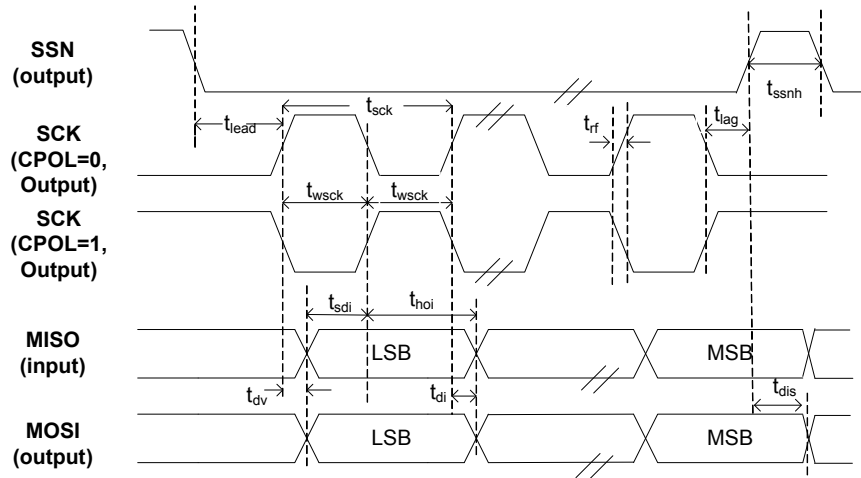 SSN
(output)
t_ssnh
t_sck
t_lead
t_rf
t_lag
SCK
(CPOL=0,
Output)
t_wsck
t_wsck
SCK
(CPOL=1,
Output)
t_sdi
t_hoi
MISO
(input)
LSB
MSB
t_dv
t_di
t_dis
MOSI
(output)
LSB
MSB